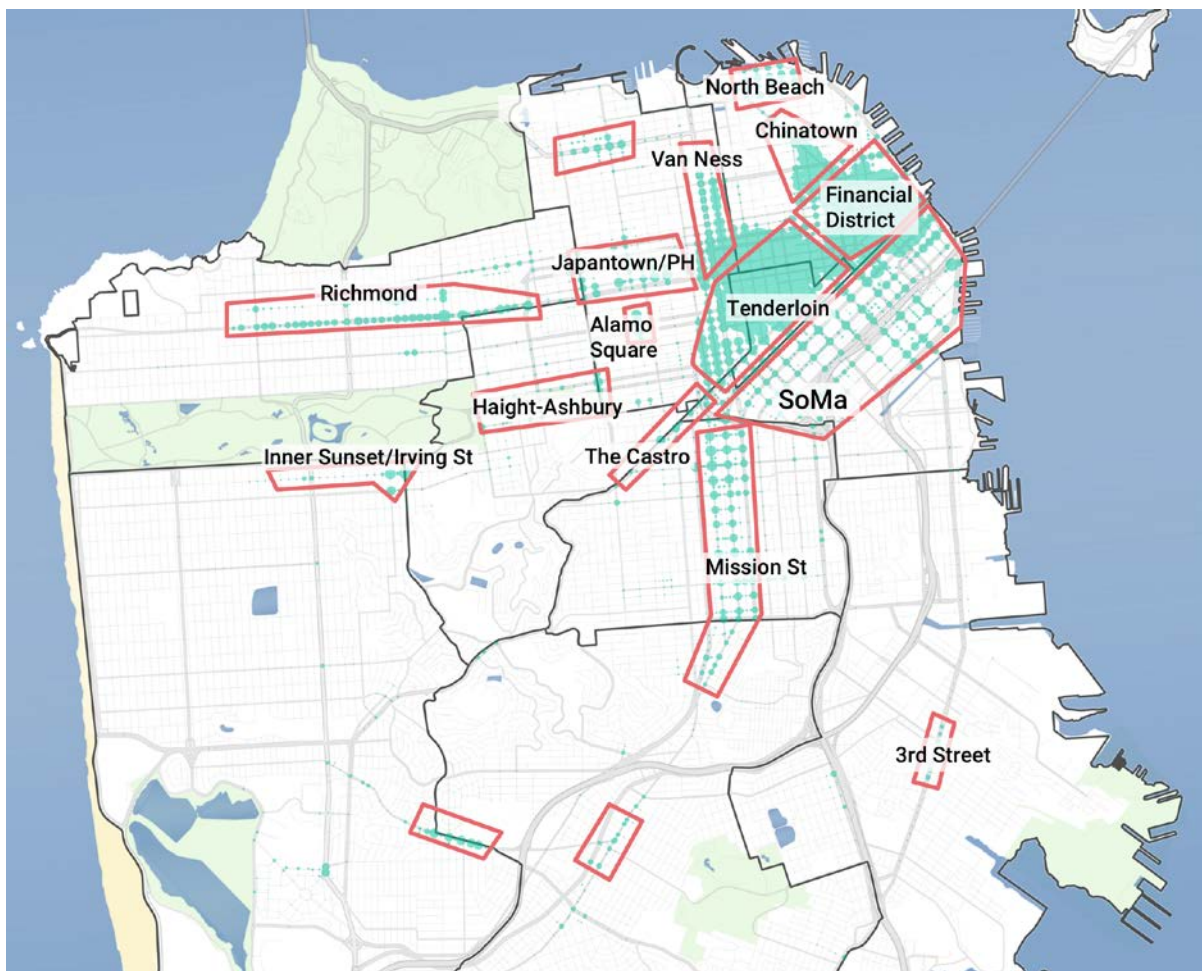 North Beach
Chinatown
Van Ness
Financial
District
Japantown/PH
Richmond
Tenderloin
Alamo
Square
SoMa
Haight-Ashbury
Inner Sunset/Irving St
The Castro
Mission St
3rd Street